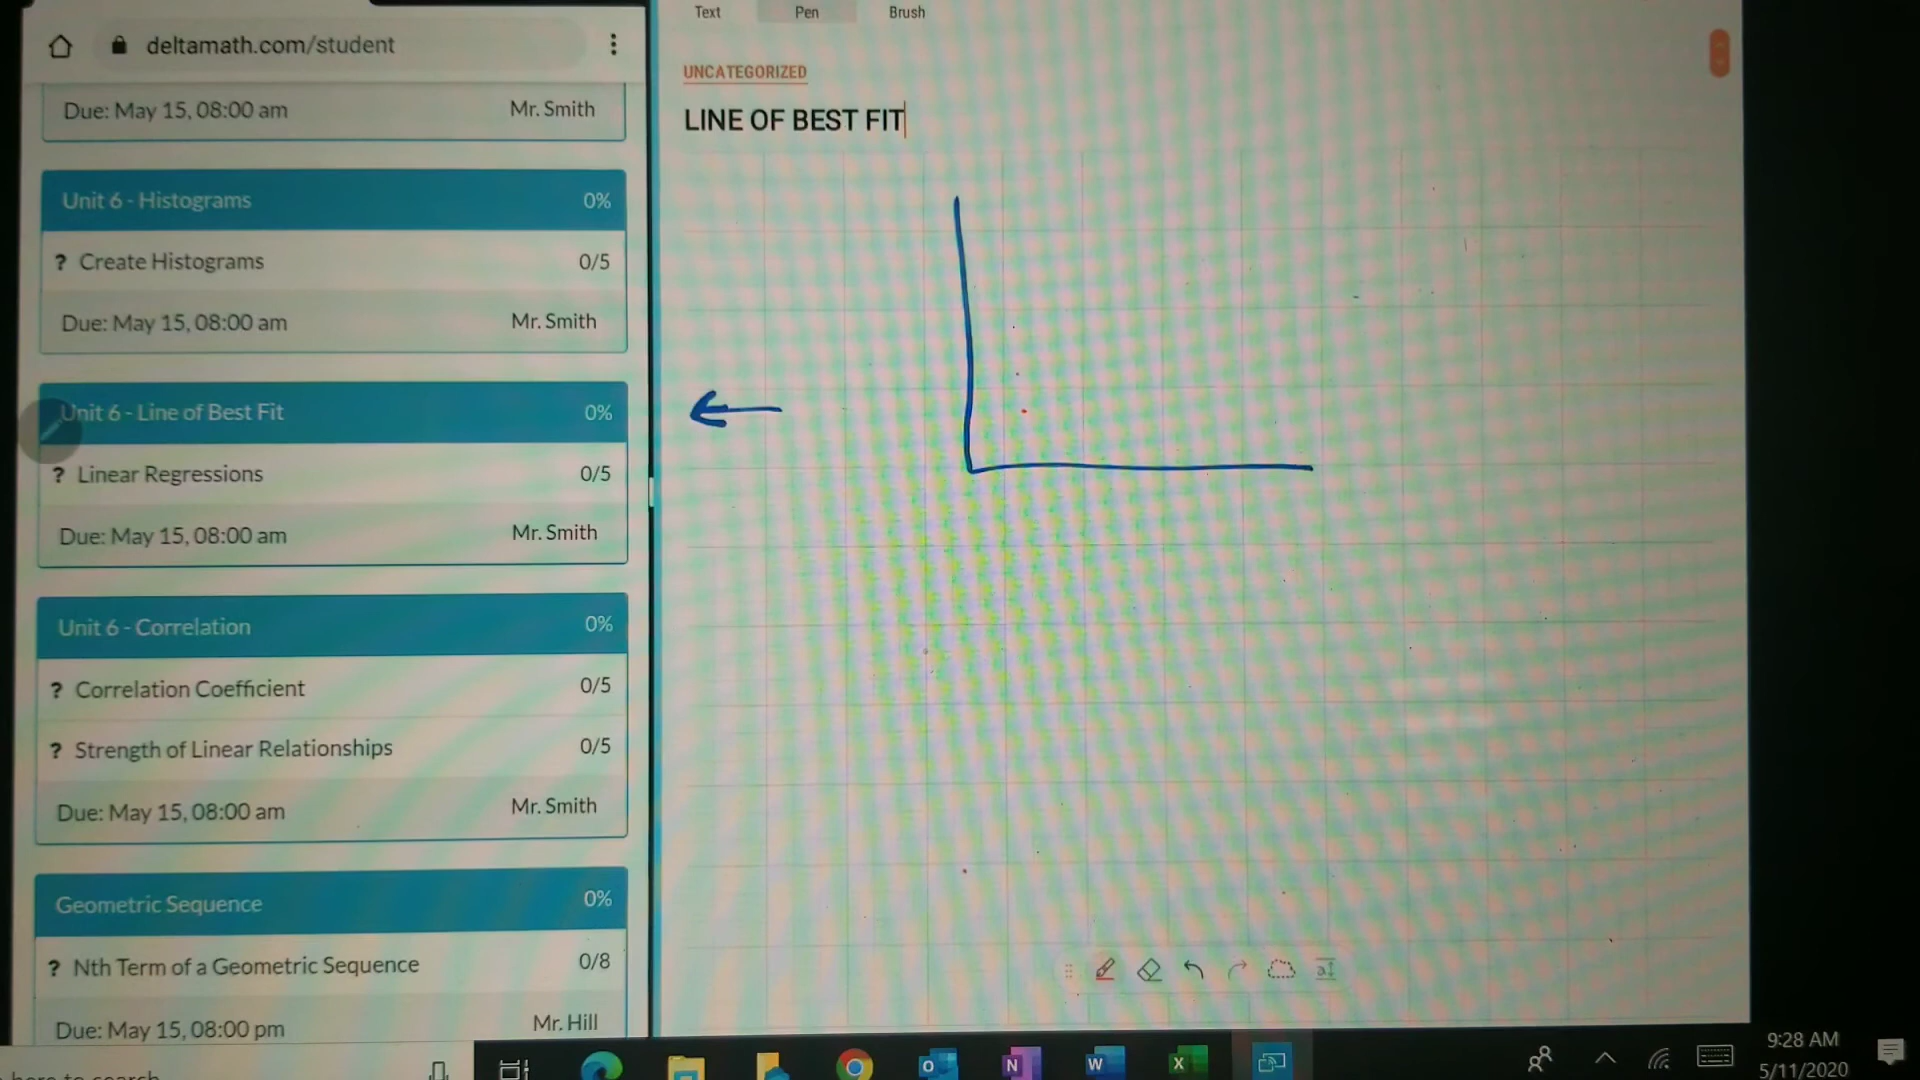 deltamath.com/student
Due: May 15, 08:00 am Mr. Smith
Unit 6 - Histograms 0%
? Create Histograms 0/5
Due: May 15, 08:00 am Mr. Smith
Unit 6 - Line of Best Fit 0%
? Linear Regressions 0/5
Due: May 15, 08:00 am Mr. Smith
Unit 6 - Correlation 0%
? Correlation Coefficient 0/5
? Strength of Linear Relationships 0/5
Due: May 15, 08:00 am Mr. Smith
Geometric Sequence 0%
? Nth Term of a Geometric Sequence 0/8
Due: May 15, 08:00 pm Mr. Hill
Text Pen Brush
UNCATEGORIZED
LINE OF BEST FIT
here to search
9:28 AM
5/11/2020